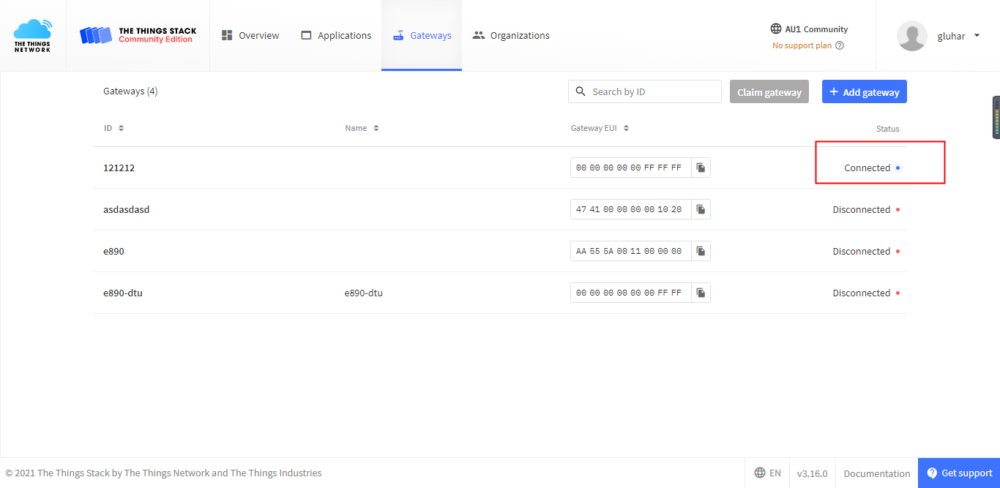 THE THINGS
NETWORK
THE THINGS STACK
Community Edition
Overview
Applications
Gateways
Organizations
AU1 Community
No support plan
gluhar
Gateways (4)
Search by ID
Claim gateway
+ Add gateway
ID Name Gateway EUI Status
121212 00 00 00 00 00 FF FF FF Connected
asdasdasd 47 41 00 00 00 00 10 20 Disconnected
e890 AA 55 5A 00 11 00 00 00 Disconnected
e890-dtu e890-dtu 00 00 00 00 00 00 FF FF Disconnected
© 2021 The Things Stack by The Things Network and The Things Industries
EN
v3.16.0
Documentation
Get support